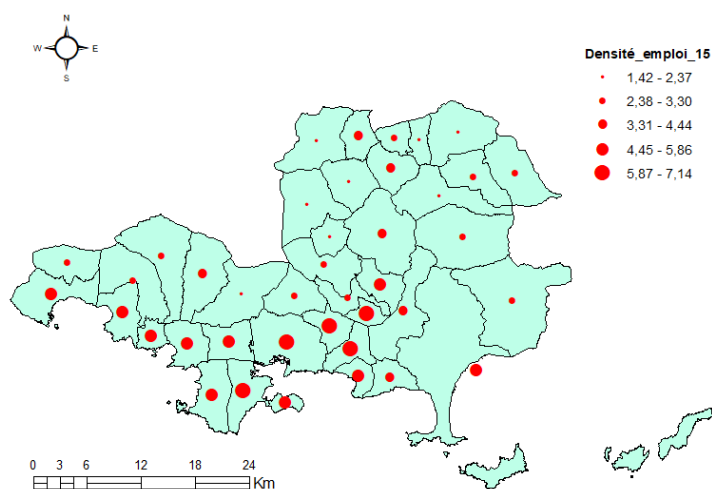 N
W E
S
Densité_emploi_15
1,42 - 2,37
2,38 - 3,30
3,31 - 4,44
4,45 - 5,86
5,87 - 7,14
0 3 6 12 18 24
Km